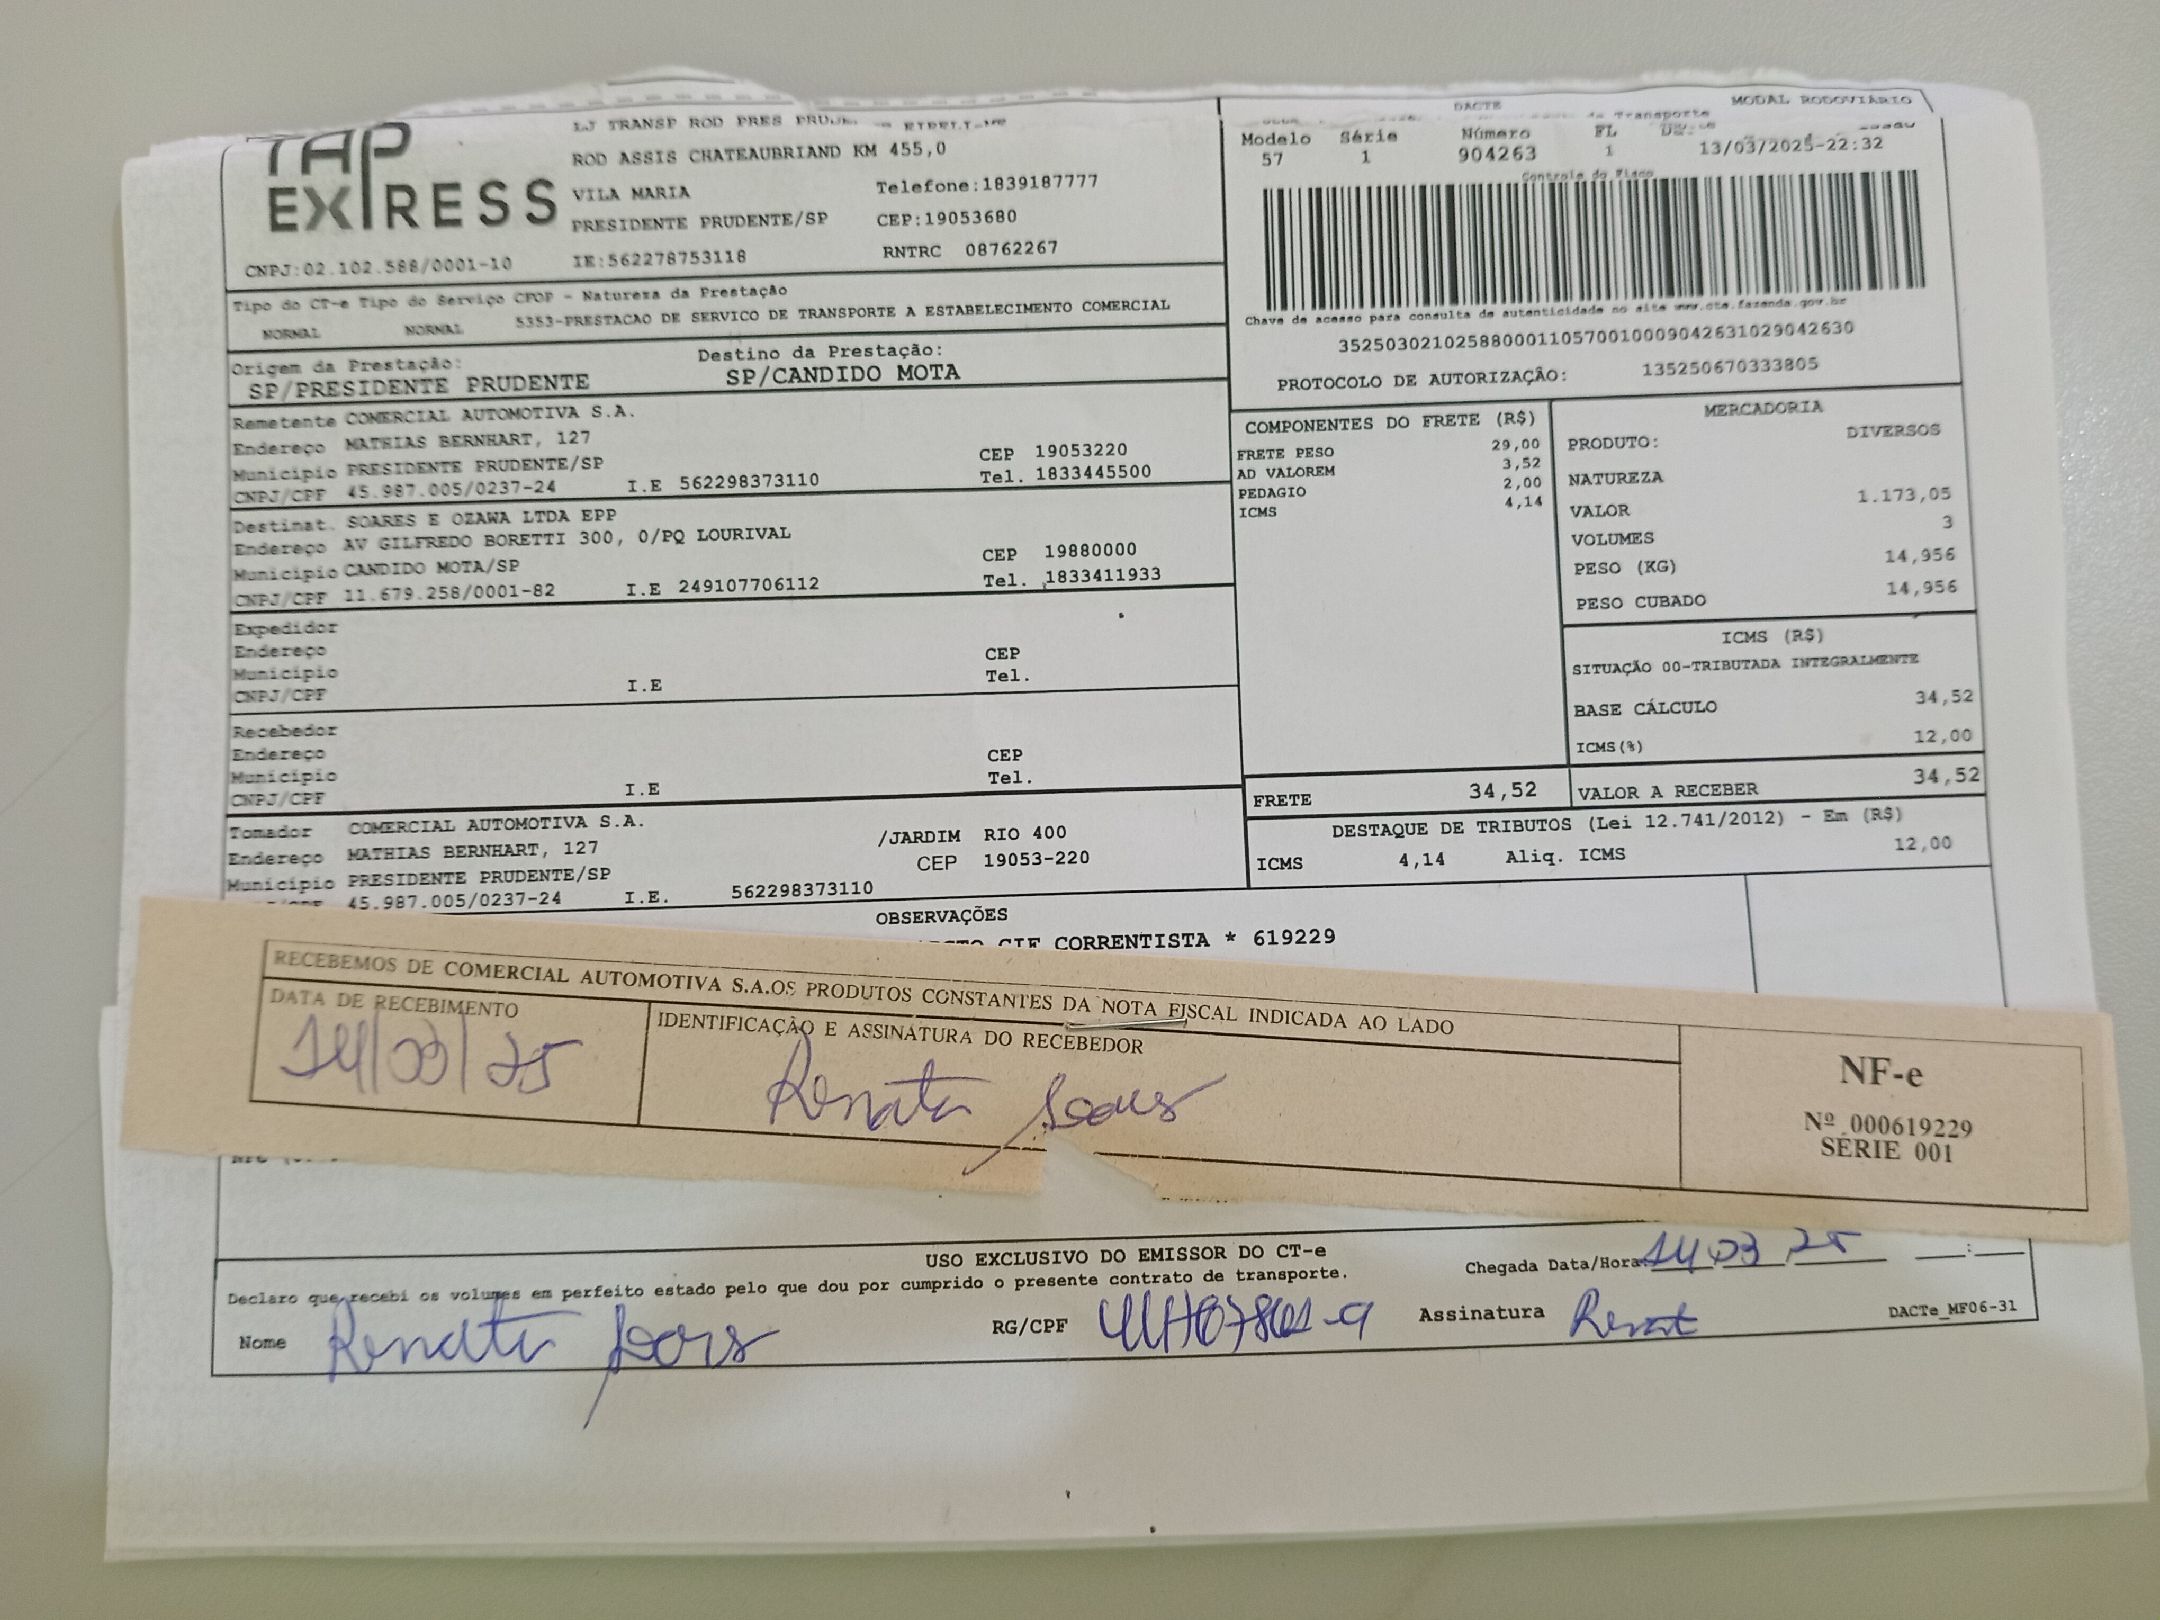 TAP
EXPRESS
LJ TRANSP ROD PRES
ROD ASSIS CHATEAUBRIAND KM 455,0
VILA MARIA Telefone:1839187777
PRESIDENTE PRUDENTE/SP CEP:19053680
CNPJ:02.102.588/0001-10 IE:562278753118 RNTRC 08762267
DACTE MODAL RODOVIÁRIO
de Transporte
Modelo Série Número FL
57 1 904263 1 13/03/2025-22:32
Controle do Fisco
Chave de acesso para consulta de autenticidade no site www.cte.fazenda.gov.br
35250302102588000110570010009042631029042630
PROTOCOLO DE AUTORIZAÇÃO: 135250670333805
Tipo do CT-e Tipo do Serviço CFOP - Natureza da Prestação
NORMAL NORMAL 5353-PRESTACAO DE SERVICO DE TRANSPORTE A ESTABELECIMENTO COMERCIAL
Origem da Prestação: Destino da Prestação:
SP/PRESIDENTE PRUDENTE SP/CANDIDO MOTA
Remetente COMERCIAL AUTOMOTIVA S.A.
Endereço MATHIAS BERNHART, 127 CEP 19053220
Município PRESIDENTE PRUDENTE/SP Tel. 1833445500
CNPJ/CPF 45.987.005/0237-24 I.E 562298373110
Destinat. SOARES E OZAWA LTDA EPP
Endereço AV GILFREDO BORETTI 300, 0/PQ LOURIVAL CEP 19880000
Município CANDIDO MOTA/SP Tel. 1833411933
CNPJ/CPF 11.679.258/0001-82 I.E 249107706112
Expedidor
Endereço CEP
Município Tel.
CNPJ/CPF I.E
Recebedor
Endereço CEP
Município Tel.
CNPJ/CPF I.E
Tomador COMERCIAL AUTOMOTIVA S.A. /JARDIM RIO 400
Endereço MATHIAS BERNHART, 127 CEP 19053-220
Município PRESIDENTE PRUDENTE/SP
45.987.005/0237-24 I.E. 562298373110
COMPONENTES DO FRETE (R$)
FRETE PESO 29,00
AD VALOREM 3,52
PEDAGIO 2,00
ICMS 4,14
MERCADORIA
PRODUTO: DIVERSOS
NATUREZA
VALOR 1.173,05
VOLUMES 3
PESO (KG) 14,956
PESO CUBADO 14,956
ICMS (R$)
SITUAÇÃO 00-TRIBUTADA INTEGRALMENTE
BASE CÁLCULO 34,52
ICMS(%) 12,00
FRETE 34,52 VALOR A RECEBER 34,52
DESTAQUE DE TRIBUTOS (Lei 12.741/2012) - Em (R$)
ICMS 4,14 Aliq. ICMS 12,00
OBSERVAÇÕES
CIF CORRENTISTA * 619229
RECEBEMOS DE COMERCIAL AUTOMOTIVA S.A.OS PRODUTOS CONSTANTES DA NOTA FISCAL INDICADA AO LADO
DATA DE RECEBIMENTO IDENTIFICAÇÃO E ASSINATURA DO RECEBEDOR
14/03/25 Renata Soares
NF-e
Nº 000619229
SÉRIE 001
USO EXCLUSIVO DO EMISSOR DO CT-e
Declaro que recebi os volumes em perfeito estado pelo que dou por cumprido o presente contrato de transporte.
Chegada Data/Hora 14 03 25
Nome Renata Soares RG/CPF Assinatura Renat
DACTe_MF06-31